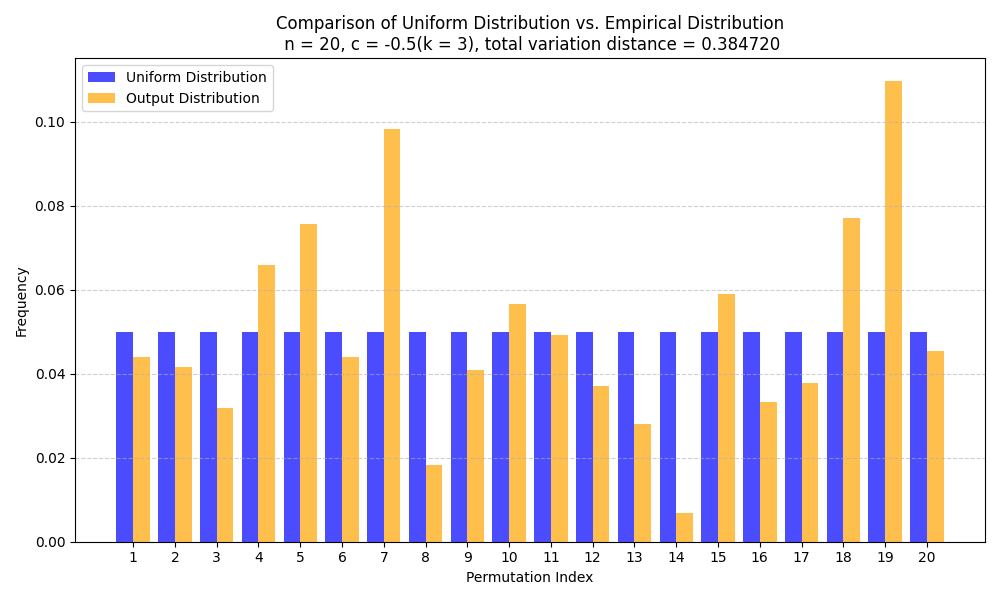 Comparison of Uniform Distribution vs. Empirical Distribution
n = 20, c = -0.5(k = 3), total variation distance = 0.384720
Uniform Distribution
Output Distribution
0.10
0.08
0.06
0.04
0.02
0.00
Frequency
1 2 3 4 5 6 7 8 9 10 11 12 13 14 15 16 17 18 19 20
Permutation Index